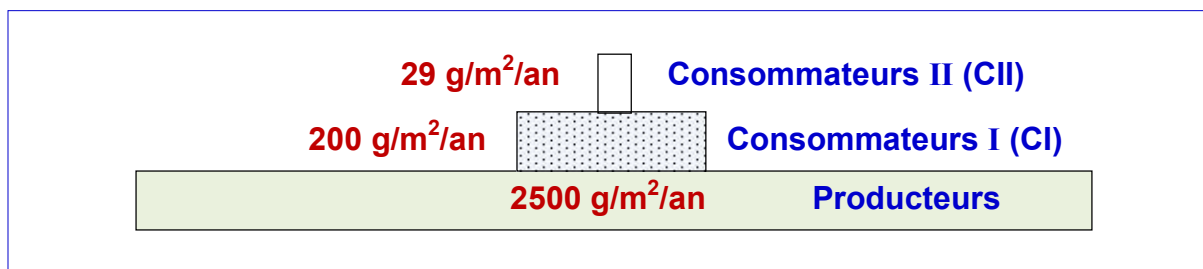 29 g/m²/an Consommateurs II (CII)
200 g/m²/an Consommateurs I (CI)
2500 g/m²/an Producteurs